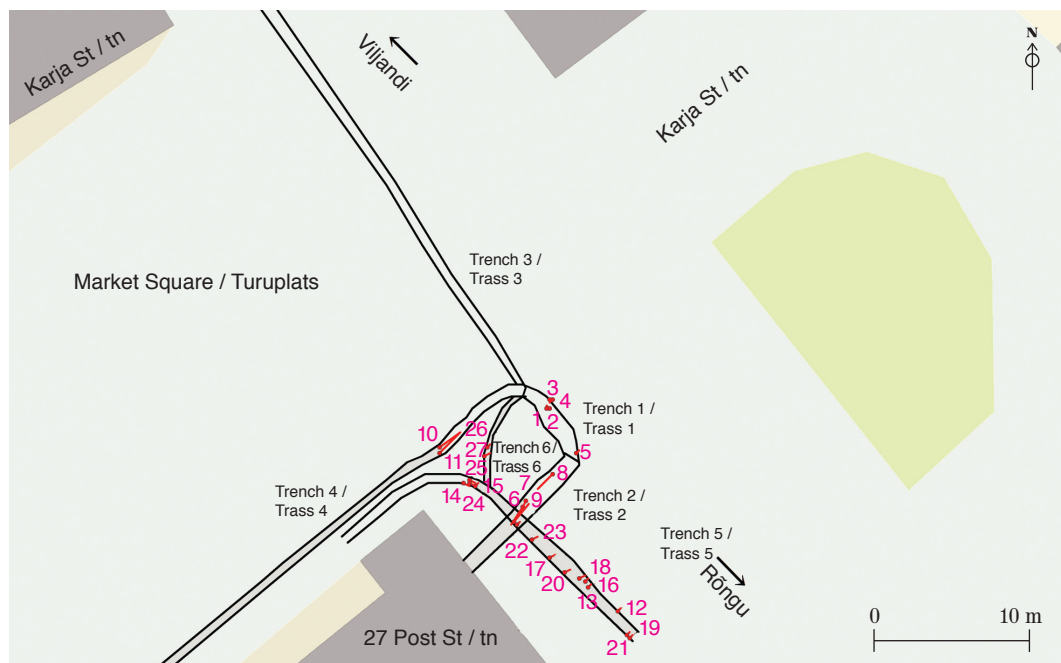 Karja St / tn
Viljandi
Karja St / tn
N
Trench 3 /
Trass 3
Market Square / Turuplats
3
4
1
2
Trench 1 /
Trass 1
10
26
11
27
25
Trench 6 /
Trass 6
5
8
7
14
24
15
6
9
Trench 4 /
Trass 4
Trench 2 /
Trass 2
23
22
Trench 5 /
Trass 5
17
18
Rõngu
20
16
13
12
0
10 m
27 Post St / tn
19
21